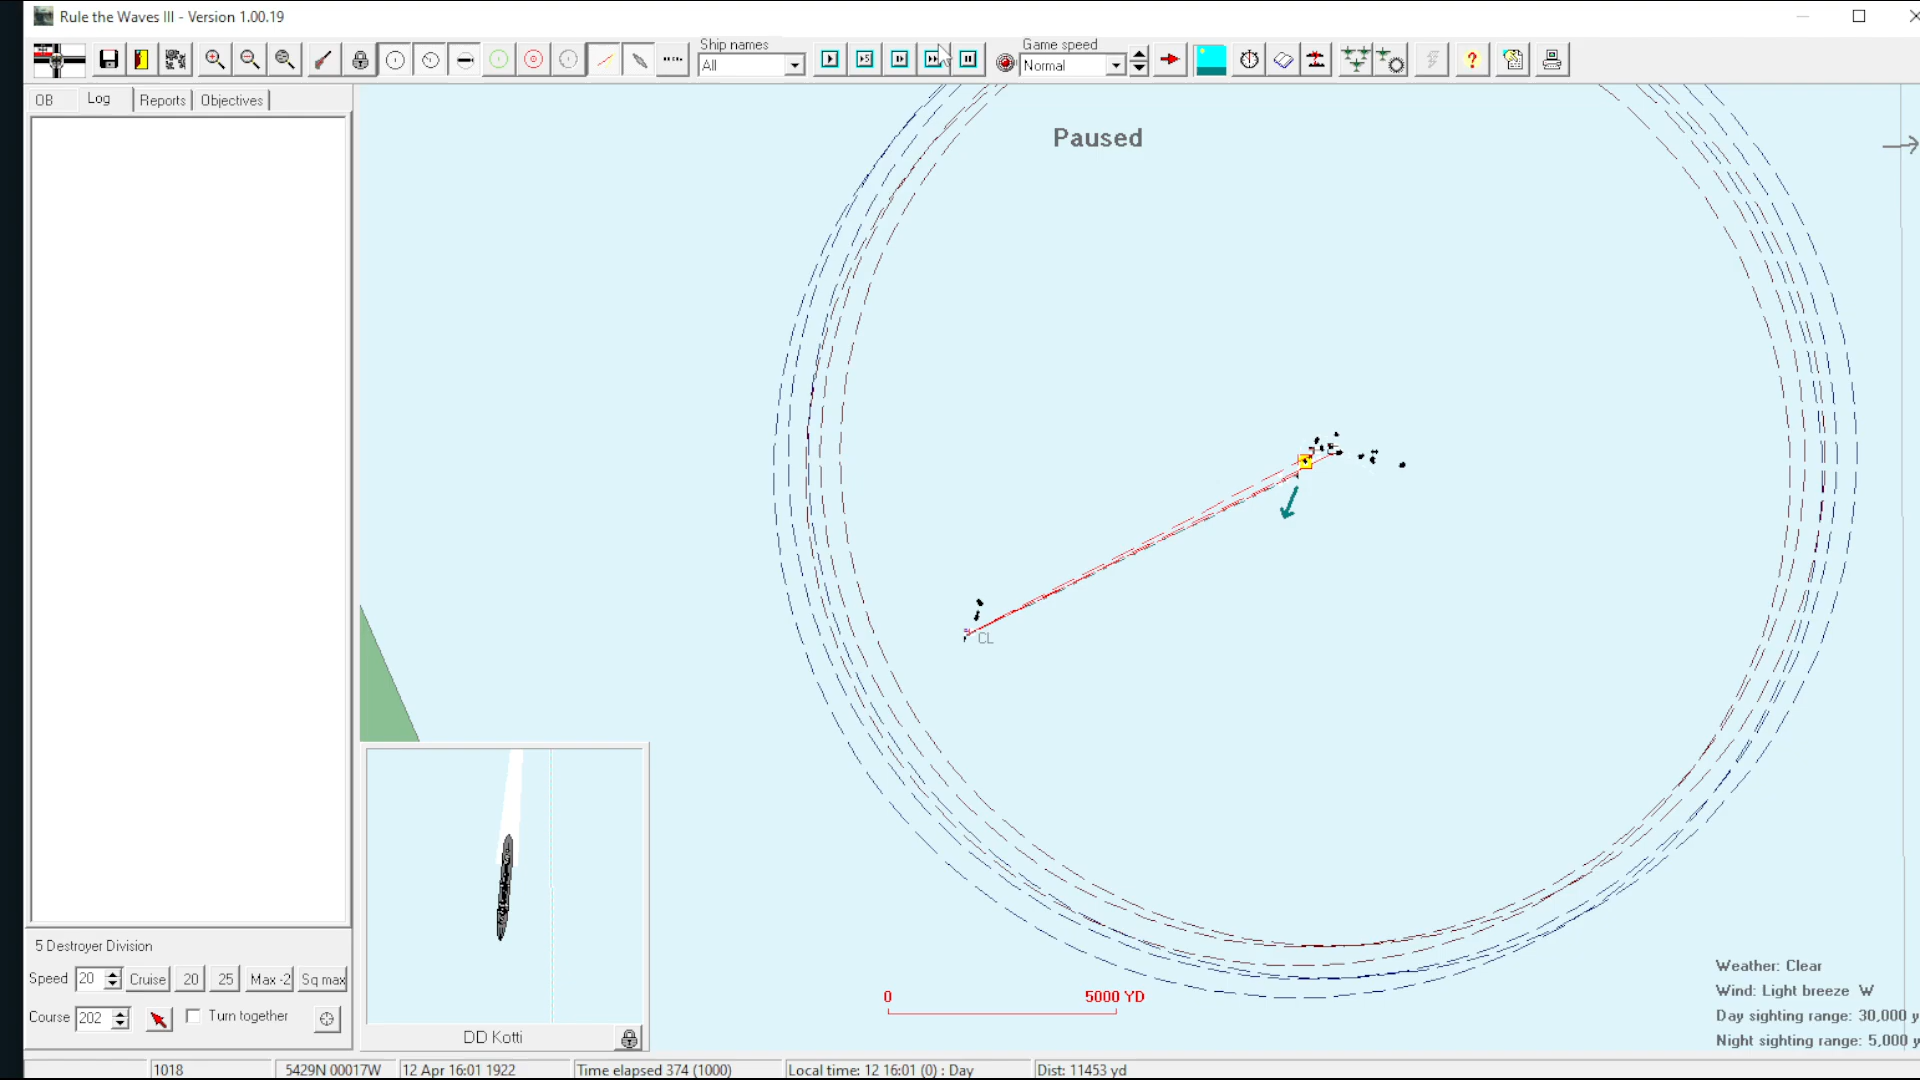 Rule the Waves III - Version 1.00.19
Ship names
All
Game speed
Normal
OB
Log
Reports
Objectives
Paused
CL
5 Destroyer Division
Speed 20 Cruise 20 25 Max -2 Sq max
Course 202 Turn together
DD Kotti
0 5000 YD
Weather: Clear
Wind: Light breeze W
Day sighting range: 30,000 y
Night sighting range: 5,000 y
1018 5429N 00017W 12 Apr 16:01 1922 Time elapsed 374 (1000) Local time: 12 16:01 (0) : Day Dist: 11453 yd